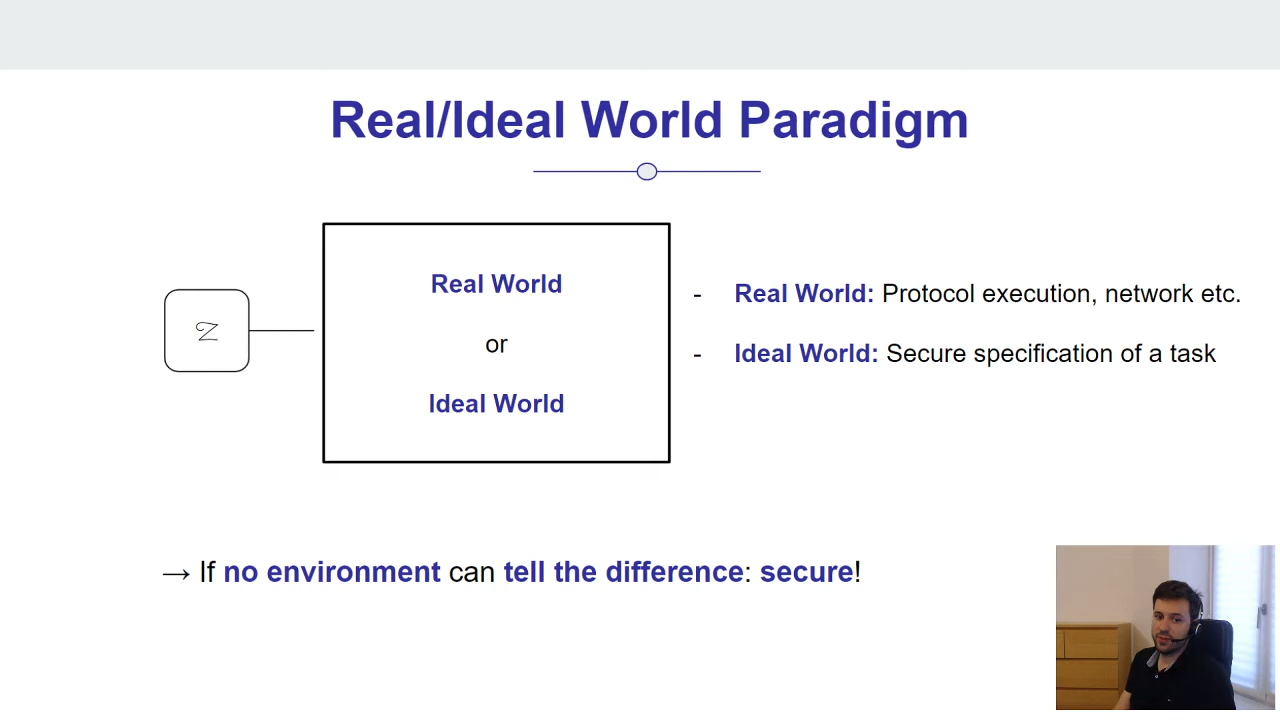 Real/Ideal World Paradigm
Real World
or
Ideal World
Z
- Real World: Protocol execution, network etc.
- Ideal World: Secure specification of a task
→ If no environment can tell the difference: secure!